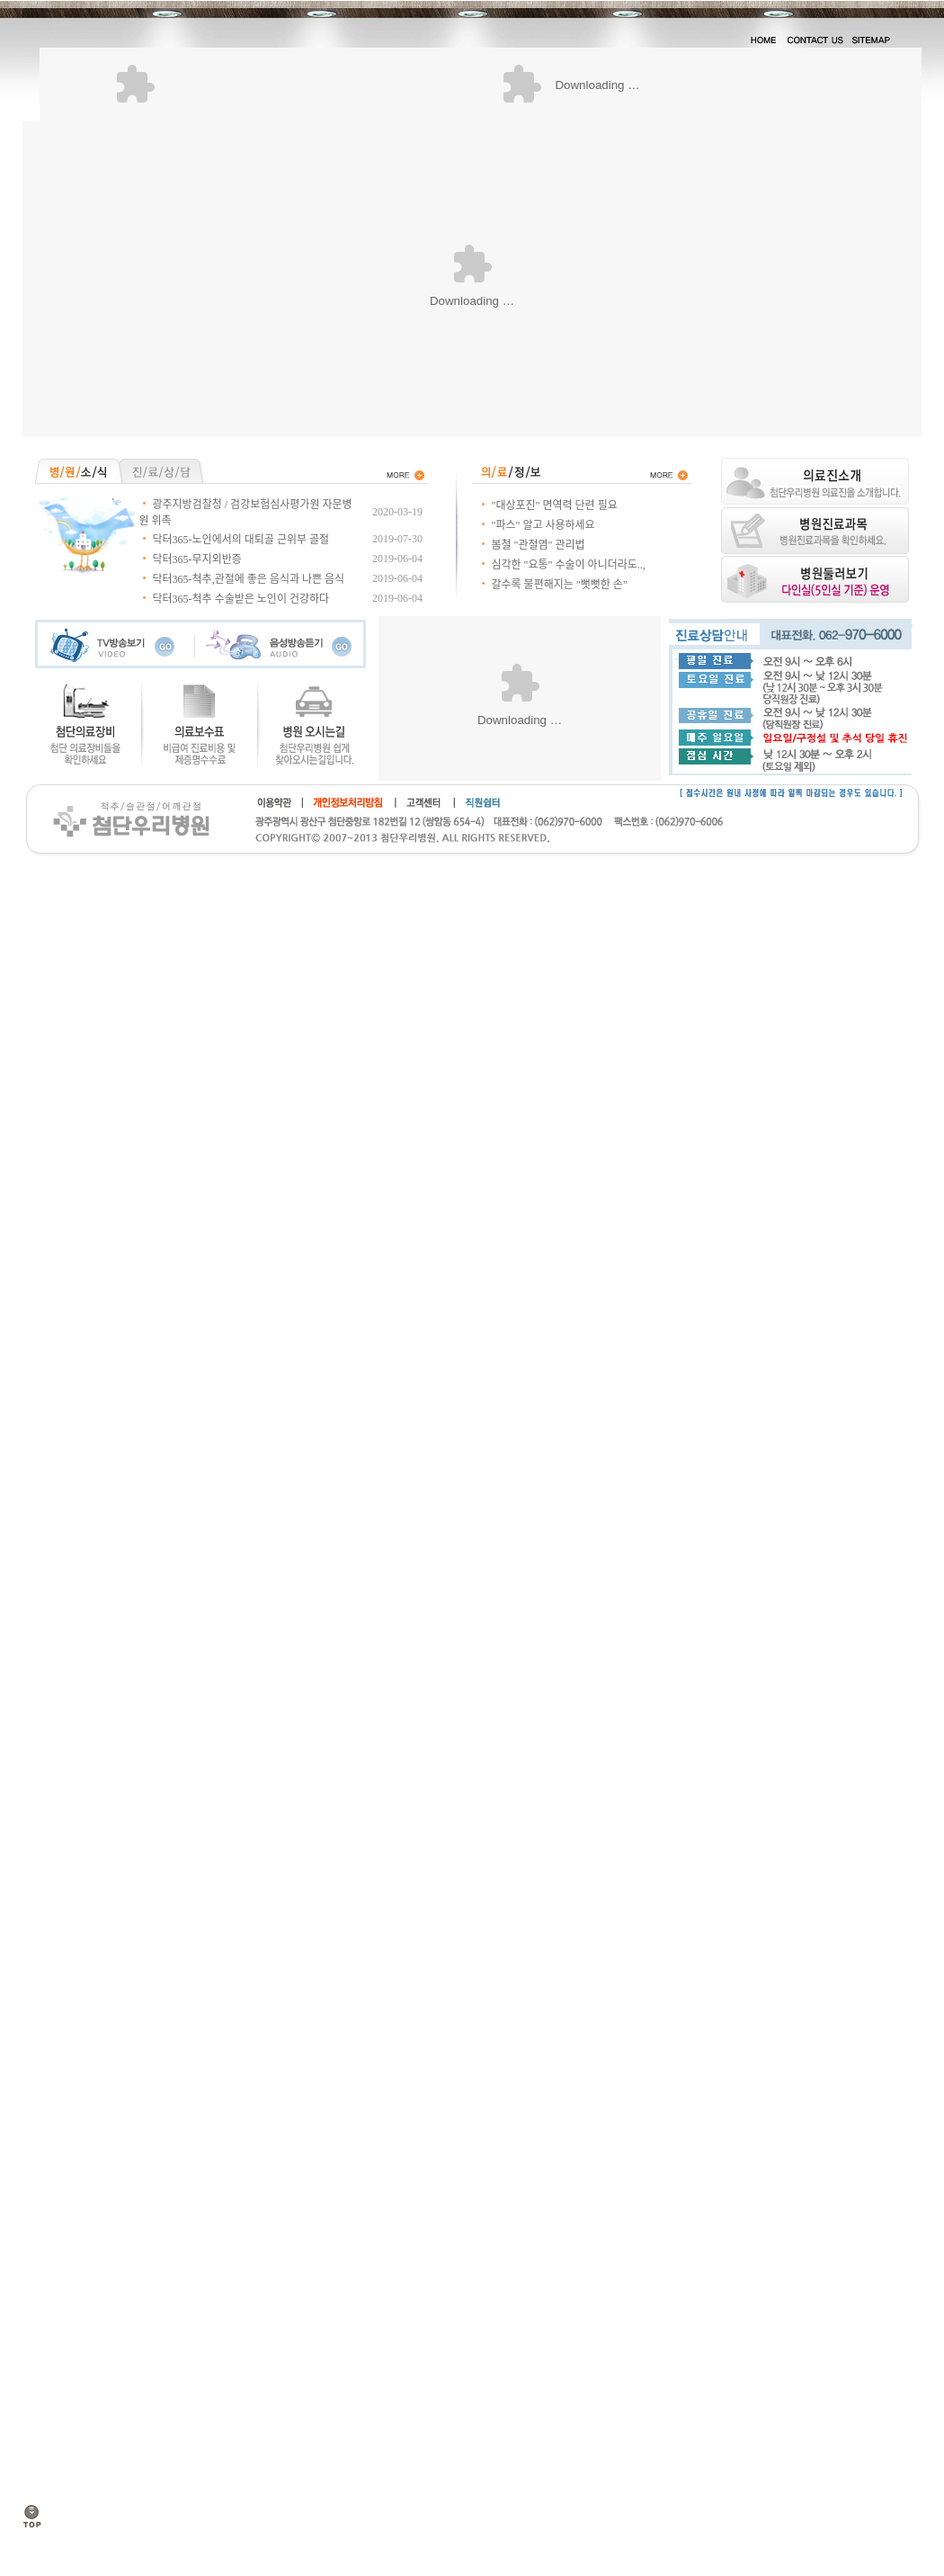 HOME CONTACT US SITEMAP
Downloading …
Downloading …
병/원/소/식 진/료/상/담 MORE
광주지방검찰청 / 검강보험심사평가원 자문병
원 위촉 2020-03-19
닥터365-노인에서의 대퇴골 근위부 골절 2019-07-30
닥터365-무지외반증 2019-06-04
닥터365-척추,관절에 좋은 음식과 나쁜 음식 2019-06-04
닥터365-척추 수술받은 노인이 건강하다 2019-06-04
의/료/정/보 MORE
"대상포진" 면역력 단련 필요
"파스" 알고 사용하세요
봄철 "관절염" 관리법
심각한 "요통" 수술이 아니더라도..,
갈수록 불편해지는 "뻣뻣한 손"
의료진소개
첨단우리병원 의료진을 소개합니다.
병원진료과목
병원진료과목을 확인하세요.
병원둘러보기
다인실(5인실 기준) 운영
TV방송보기 GO
VIDEO
음성방송듣기 GO
AUDIO
첨단의료장비
첨단 의료장비들을
확인하세요
의료보수표
비급여 진료비용 및
제증명수수료
병원 오시는길
첨단우리병원 쉽게
찾아오시는길입니다.
Downloading …
진료상담안내 대표전화. 062-970-6000
평일 진료 오전 9시 ~ 오후 6시
토요일 진료 오전 9시 ~ 낮 12시 30분
(낮 12시 30분 ~ 오후 3시 30분
당직원장 진료)
공휴일 진료 오전 9시 ~ 낮 12시 30분
(당직원장 진료)
매주 일요일 일요일/구정설 및 추석 당일 휴진
점심 시간 낮 12시 30분 ~ 오후 2시
(토요일 제외)
[ 접수시간은 원내 사정에 따라 일찍 마감되는 경우도 있습니다. ]
척추/술관절/어깨관절
첨단우리병원
이용약관 | 개인정보처리방침 | 고객센터 | 직원쉼터
광주광역시 광산구 첨단중앙로 182번길 12 (쌍암동 654-4) 대표전화 : (062)970-6000 팩스번호 : (062)970-6006
COPYRIGHT© 2007~2013 첨단우리병원. ALL RIGHTS RESERVED.
TOP